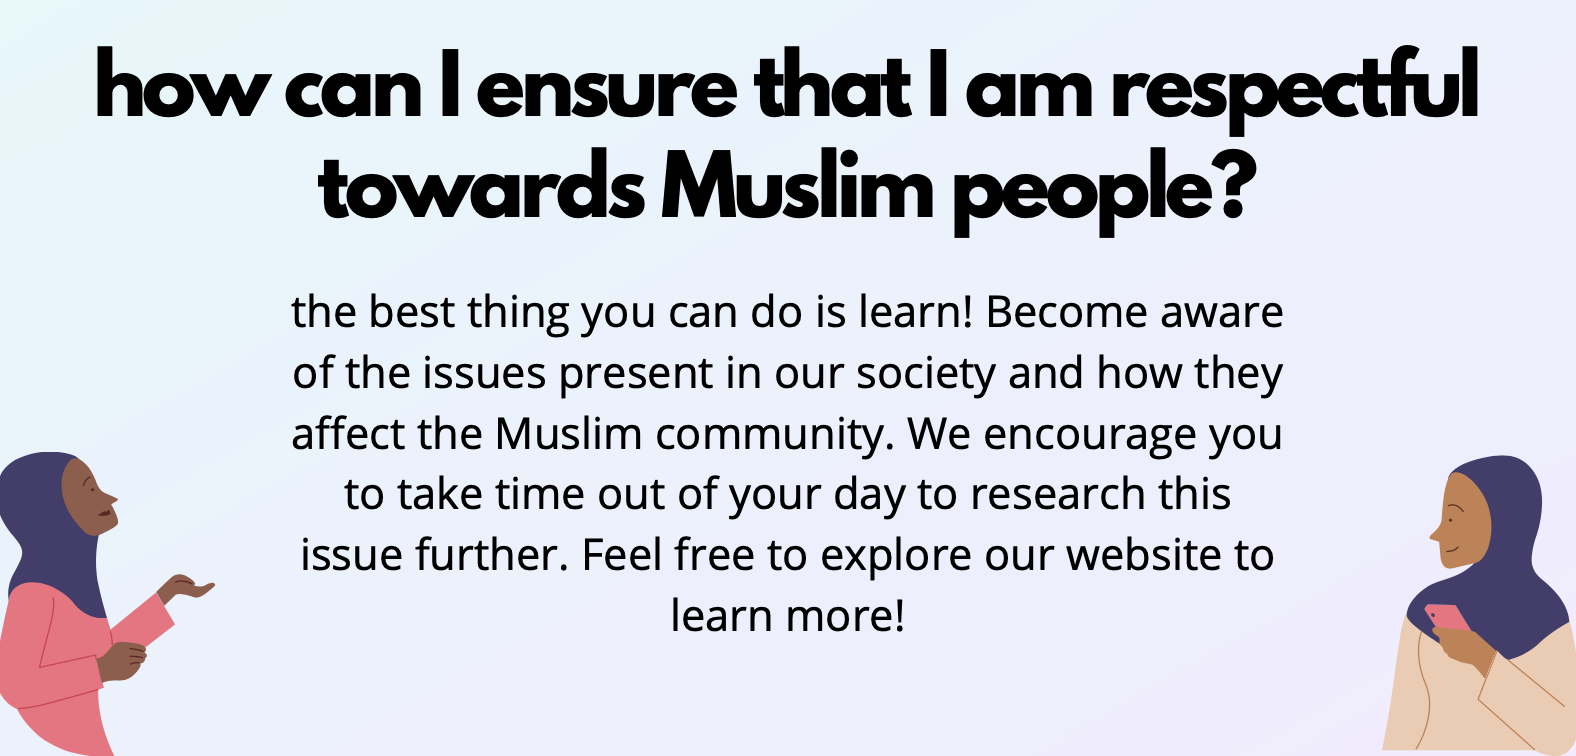 how can I ensure that I am respectful
towards Muslim people?
the best thing you can do is learn! Become aware
of the issues present in our society and how they
affect the Muslim community. We encourage you
to take time out of your day to research this
issue further. Feel free to explore our website to
learn more!